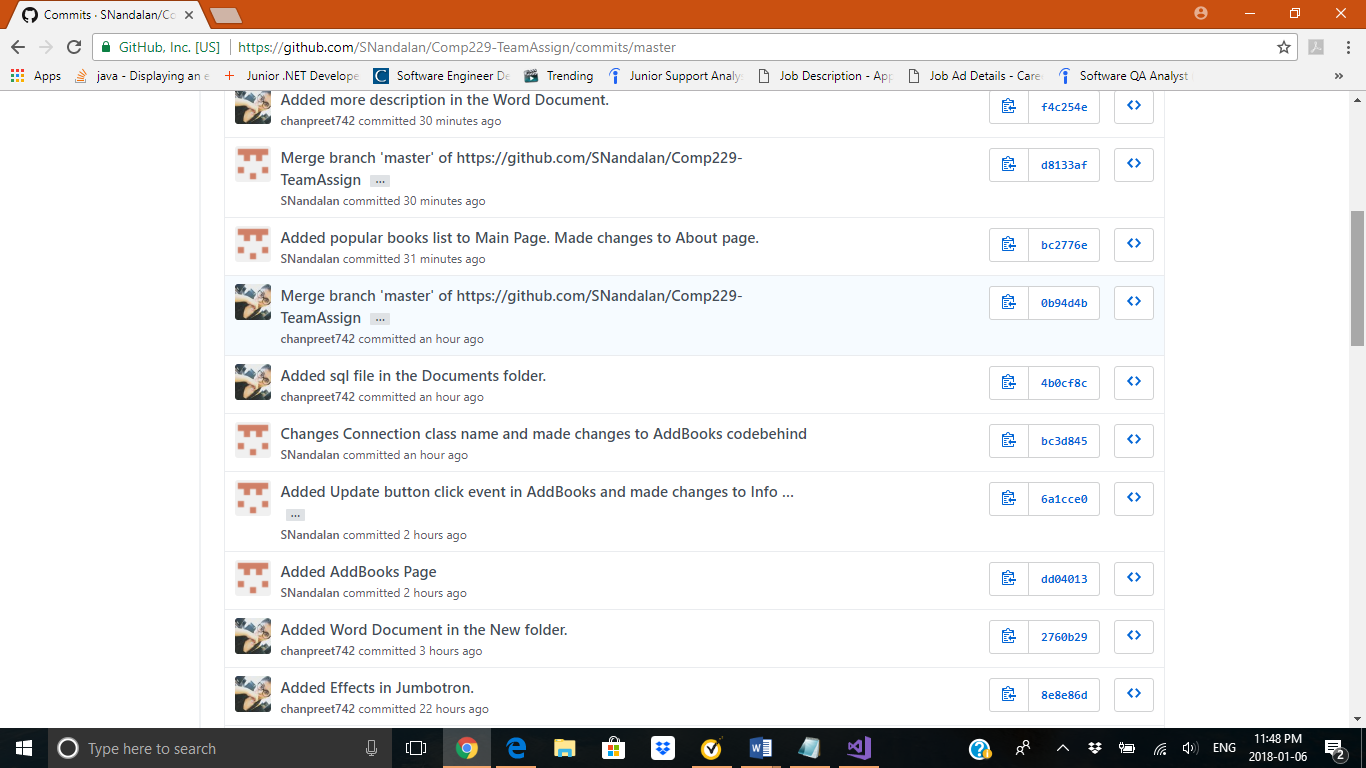 Commits · SNandalan/Co
GitHub, Inc. [US] https://github.com/SNandalan/Comp229-TeamAssign/commits/master
Apps java - Displaying an e Junior .NET Develope Software Engineer De Trending Junior Support Analy Job Description - App Job Ad Details - Care Software QA Analyst »
Added more description in the Word Document.
chanpreet742 committed 30 minutes ago
f4c254e
Merge branch 'master' of https://github.com/SNandalan/Comp229-
TeamAssign …
SNandalan committed 30 minutes ago
d8133af
Added popular books list to Main Page. Made changes to About page.
SNandalan committed 31 minutes ago
bc2776e
Merge branch 'master' of https://github.com/SNandalan/Comp229-
TeamAssign …
chanpreet742 committed an hour ago
0b94d4b
Added sql file in the Documents folder.
chanpreet742 committed an hour ago
4b0cf8c
Changes Connection class name and made changes to AddBooks codebehind
SNandalan committed an hour ago
bc3d845
Added Update button click event in AddBooks and made changes to Info ...
…
SNandalan committed 2 hours ago
6a1cce0
Added AddBooks Page
SNandalan committed 2 hours ago
dd04013
Added Word Document in the New folder.
chanpreet742 committed 3 hours ago
2760b29
Added Effects in Jumbotron.
chanpreet742 committed 22 hours ago
8e8e86d
Type here to search
ENG
11:48 PM
2018-01-06
2